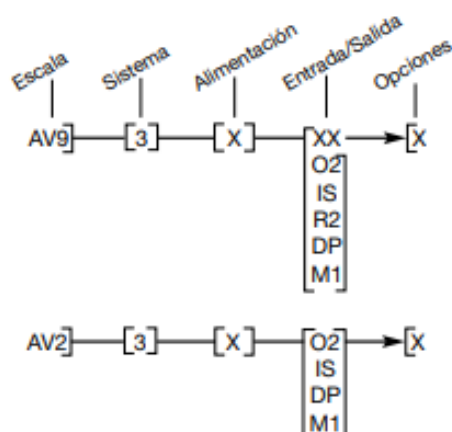 Escala Sistema Alimentación Entrada/Salida Opciones
AV9] [3] [X] [XX [X
O2
IS
R2
DP
M1
AV2] [3] [X] [O2] [X
IS
DP
M1